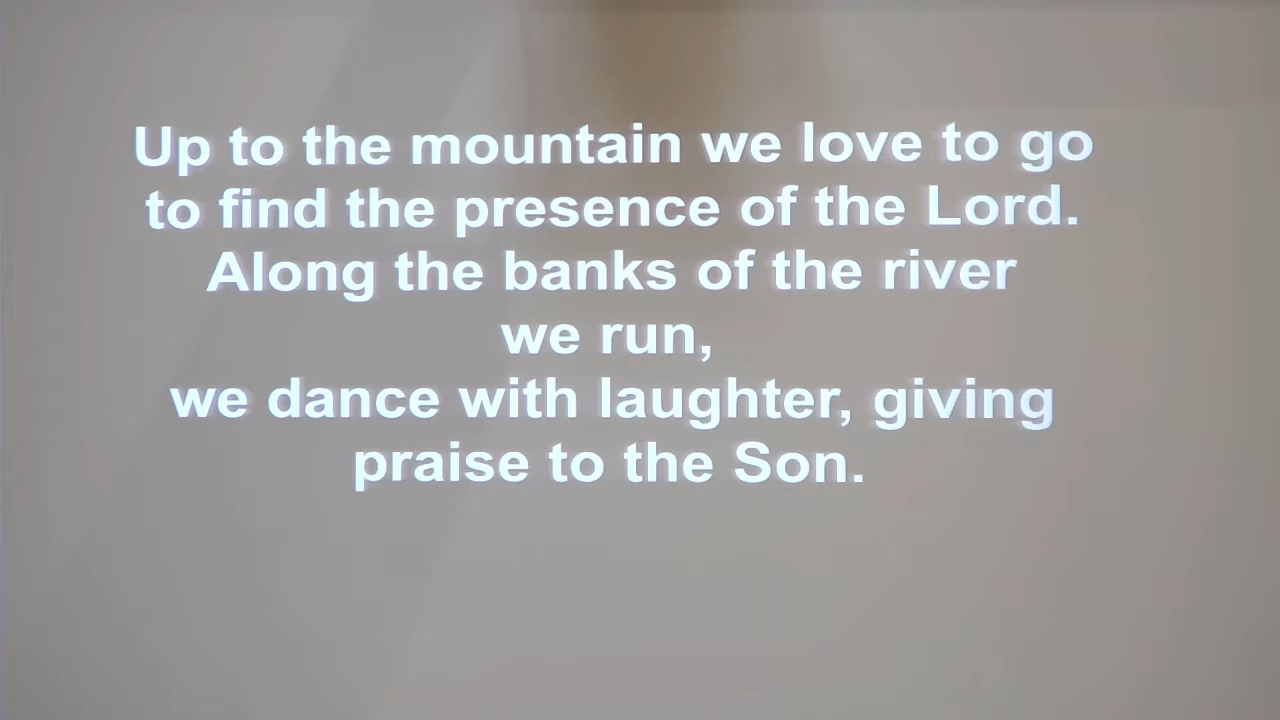 Up to the mountain we love to go
to find the presence of the Lord.
Along the banks of the river
we run,
we dance with laughter, giving
praise to the Son.